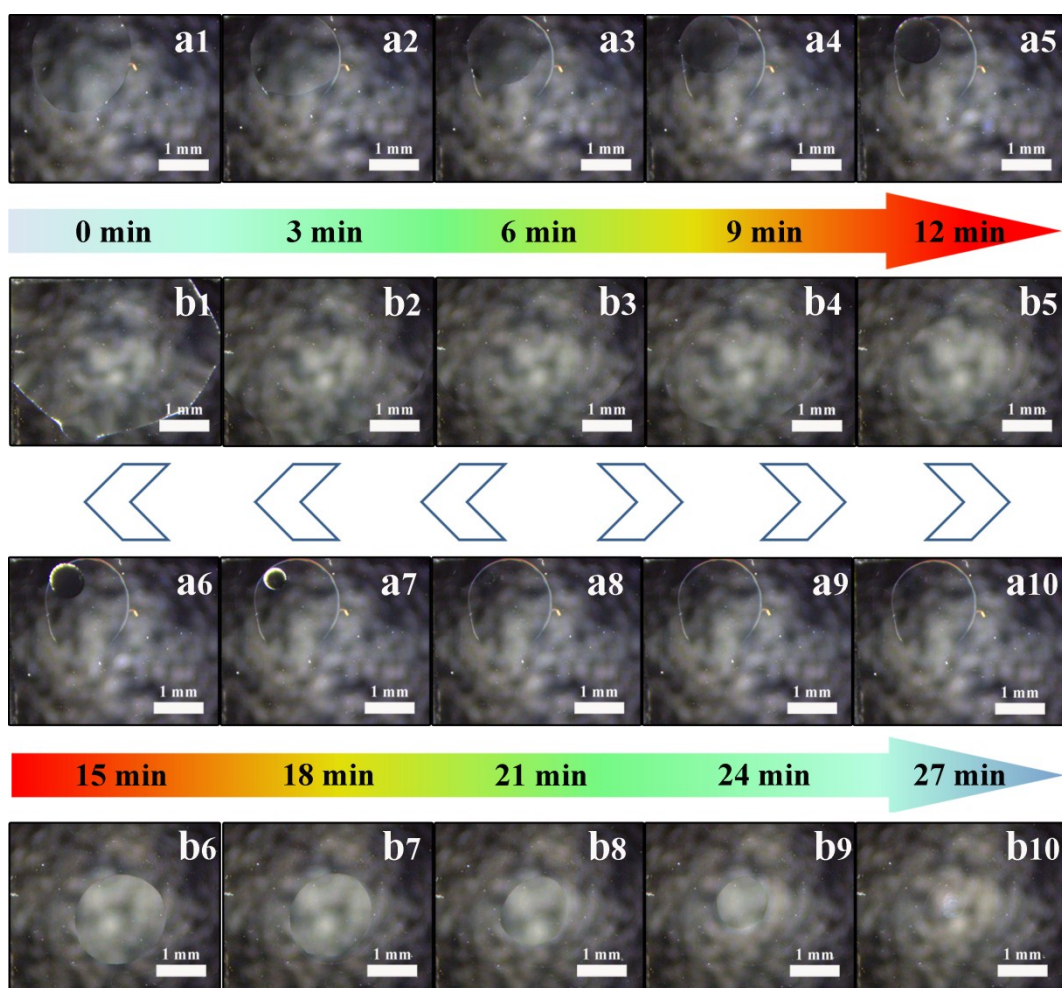 a1 a2 a3 a4 a5
1 mm 1 mm 1 mm 1 mm 1 mm
0 min 3 min 6 min 9 min 12 min
b1 b2 b3 b4 b5
1 mm 1 mm 1 mm 1 mm 1 mm
a6 a7 a8 a9 a10
1 mm 1 mm 1 mm 1 mm 1 mm
15 min 18 min 21 min 24 min 27 min
b6 b7 b8 b9 b10
1 mm 1 mm 1 mm 1 mm 1 mm